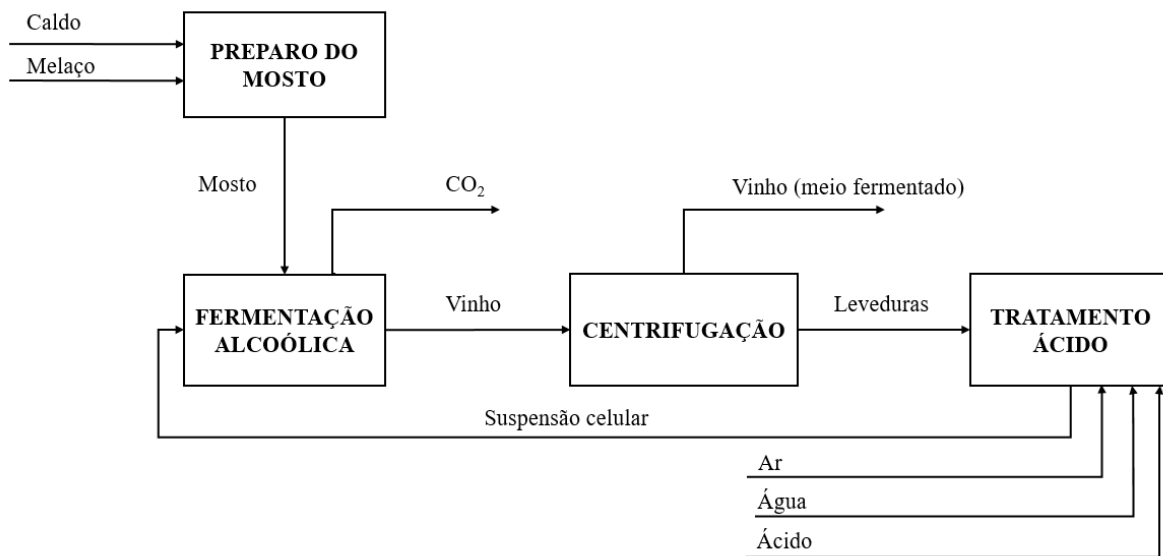 Caldo
Melaço
PREPARO DO
MOSTO
Mosto
CO₂
Vinho (meio fermentado)
FERMENTAÇÃO
ALCOÓLICA
Vinho
CENTRIFUGAÇÃO
Leveduras
TRATAMENTO
ÁCIDO
Suspensão celular
Ar
Água
Ácido